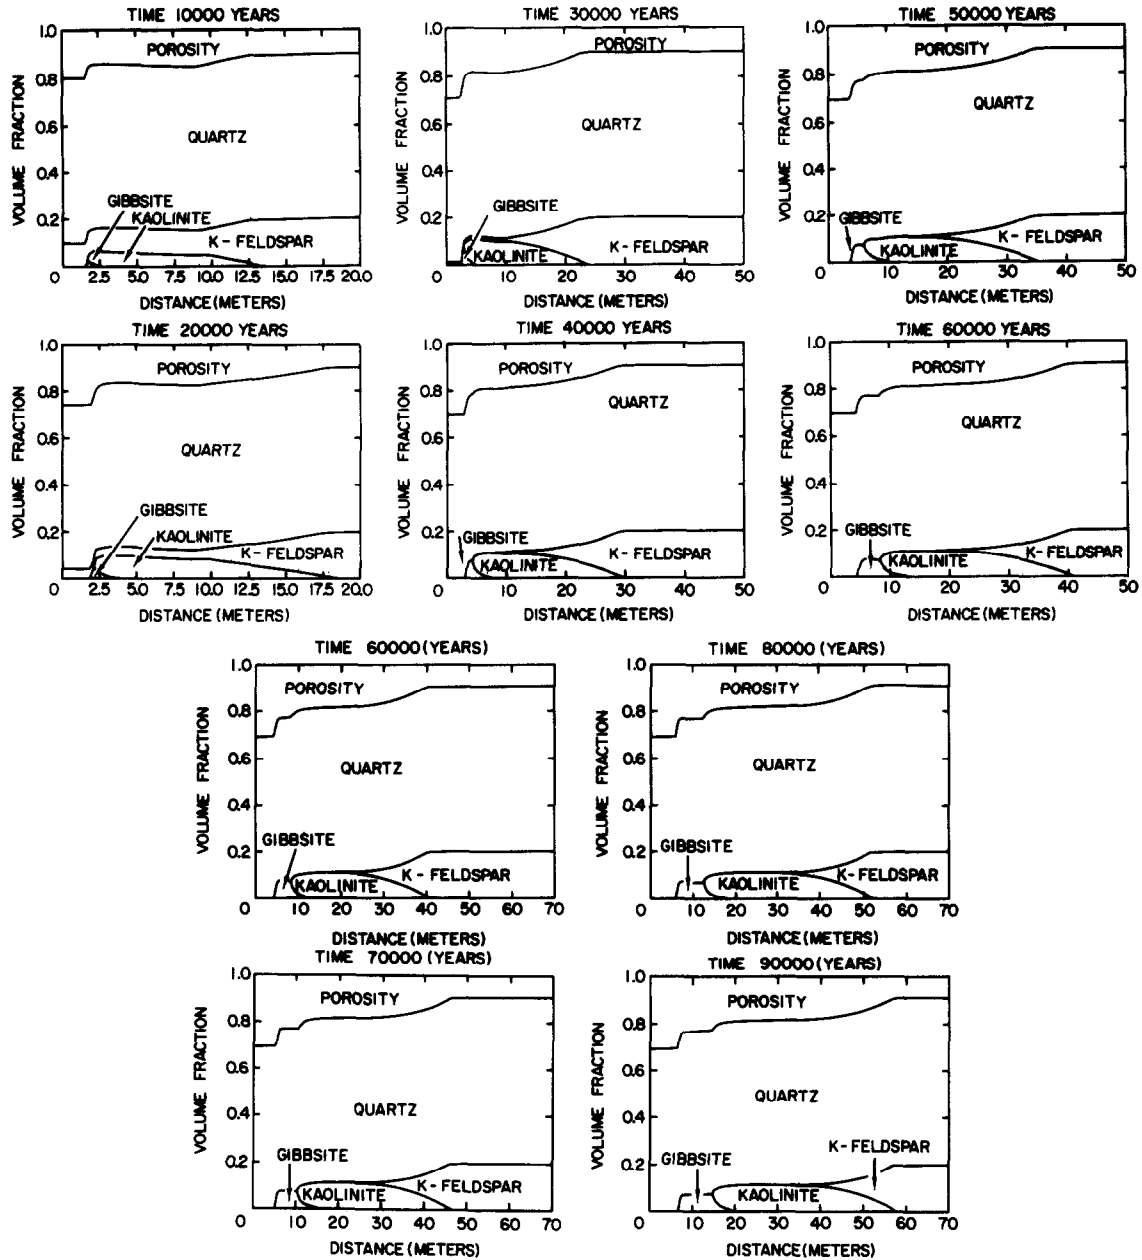 TIME 10000 YEARS
1.0
0.8
0.6
0.4
0.2
VOLUME FRACTION
POROSITY
QUARTZ
GIBBSITE
KAOLINITE
K-FELDSPAR
0 2.5 5.0 7.5 10.0 12.5 15.0 17.5 20.0
DISTANCE (METERS)
TIME 30000 YEARS
1.0
0.8
0.6
0.4
0.2
VOLUME FRACTION
POROSITY
QUARTZ
GIBBSITE
KAOLINITE
K-FELDSPAR
0 10 20 30 40 50
DISTANCE (METERS)
TIME 50000 YEARS
1.0
0.8
0.6
0.4
0.2
VOLUME FRACTION
POROSITY
QUARTZ
GIBBSITE
KAOLINITE
K-FELDSPAR
0 10 20 30 40 50
DISTANCE (METERS)
TIME 20000 YEARS
1.0
0.8
0.6
0.4
0.2
VOLUME FRACTION
POROSITY
QUARTZ
GIBBSITE
KAOLINITE
K-FELDSPAR
0 2.5 5.0 7.5 10.0 12.5 15.0 17.5 20.0
DISTANCE (METERS)
TIME 40000 YEARS
1.0
0.8
0.6
0.4
0.2
VOLUME FRACTION
POROSITY
QUARTZ
GIBBSITE
KAOLINITE
K-FELDSPAR
0 10 20 30 40 50
DISTANCE (METERS)
TIME 60000 YEARS
1.0
0.8
0.6
0.4
0.2
VOLUME FRACTION
POROSITY
QUARTZ
GIBBSITE
KAOLINITE
K-FELDSPAR
0 10 20 30 40 50
DISTANCE (METERS)
TIME 60000 (YEARS)
1.0
0.8
0.6
0.4
0.2
VOLUME FRACTION
POROSITY
QUARTZ
GIBBSITE
KAOLINITE
K-FELDSPAR
0 10 20 30 40 50 60 70
DISTANCE (METERS)
TIME 80000 (YEARS)
1.0
0.8
0.6
0.4
0.2
VOLUME FRACTION
POROSITY
QUARTZ
GIBBSITE
KAOLINITE
K-FELDSPAR
0 10 20 30 40 50 60 70
DISTANCE (METERS)
TIME 70000 (YEARS)
1.0
0.8
0.6
0.4
0.2
VOLUME FRACTION
POROSITY
QUARTZ
GIBBSITE
KAOLINITE
K-FELDSPAR
0 10 20 30 40 50 60 70
DISTANCE (METERS)
TIME 90000 (YEARS)
1.0
0.8
0.6
0.4
0.2
VOLUME FRACTION
POROSITY
QUARTZ
K-FELDSPAR
GIBBSITE
KAOLINITE
0 10 20 30 40 50 60 70
DISTANCE (METERS)